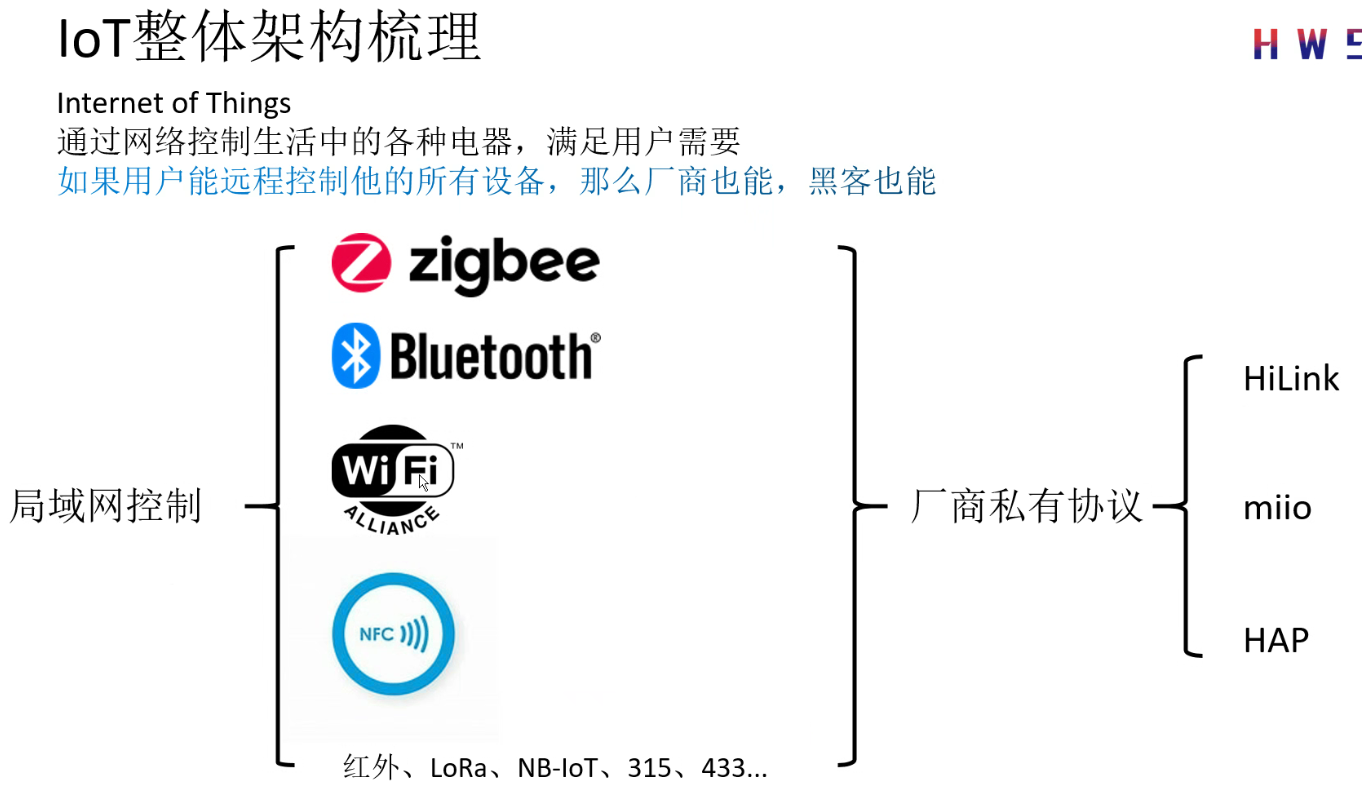 IoT整体架构梳理
HW5
Internet of Things
通过网络控制生活中的各种电器，满足用户需要
如果用户能远程控制他的所有设备，那么厂商也能，黑客也能
zigbee
Bluetooth®
WiFi™
ALLIANCE
HiLink
局域网控制
厂商私有协议
miio
NFC
HAP
红外、LoRa、NB-IoT、315、433...